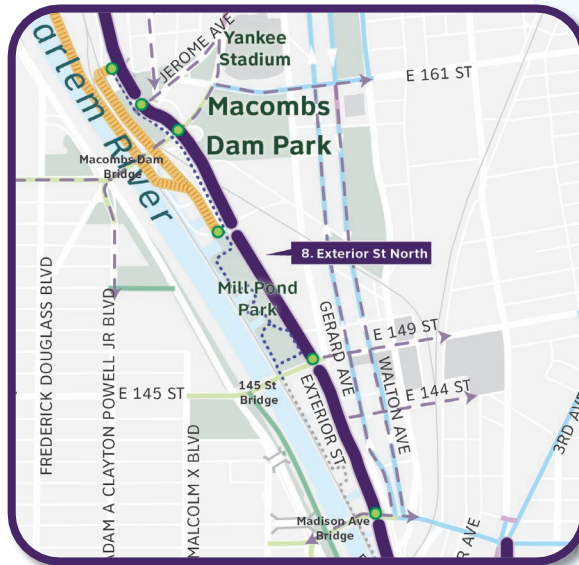 arlem River
JEROME AVE
Yankee
Stadium
E 161 ST
Macombs
Dam Park
Macombs Dam
Bridge
8. Exterior St North
Mill Pond
Park
FREDERICK DOUGLASS BLVD
ADAM A CLAYTON POWELL JR BLVD
MALCOLM X BLVD
GERARD AVE
WALTON AVE
E 149 ST
E 145 ST
145 St
Bridge
EXTERIOR ST
E 144 ST
3RD AVE
Madison Ave
Bridge
R AVE